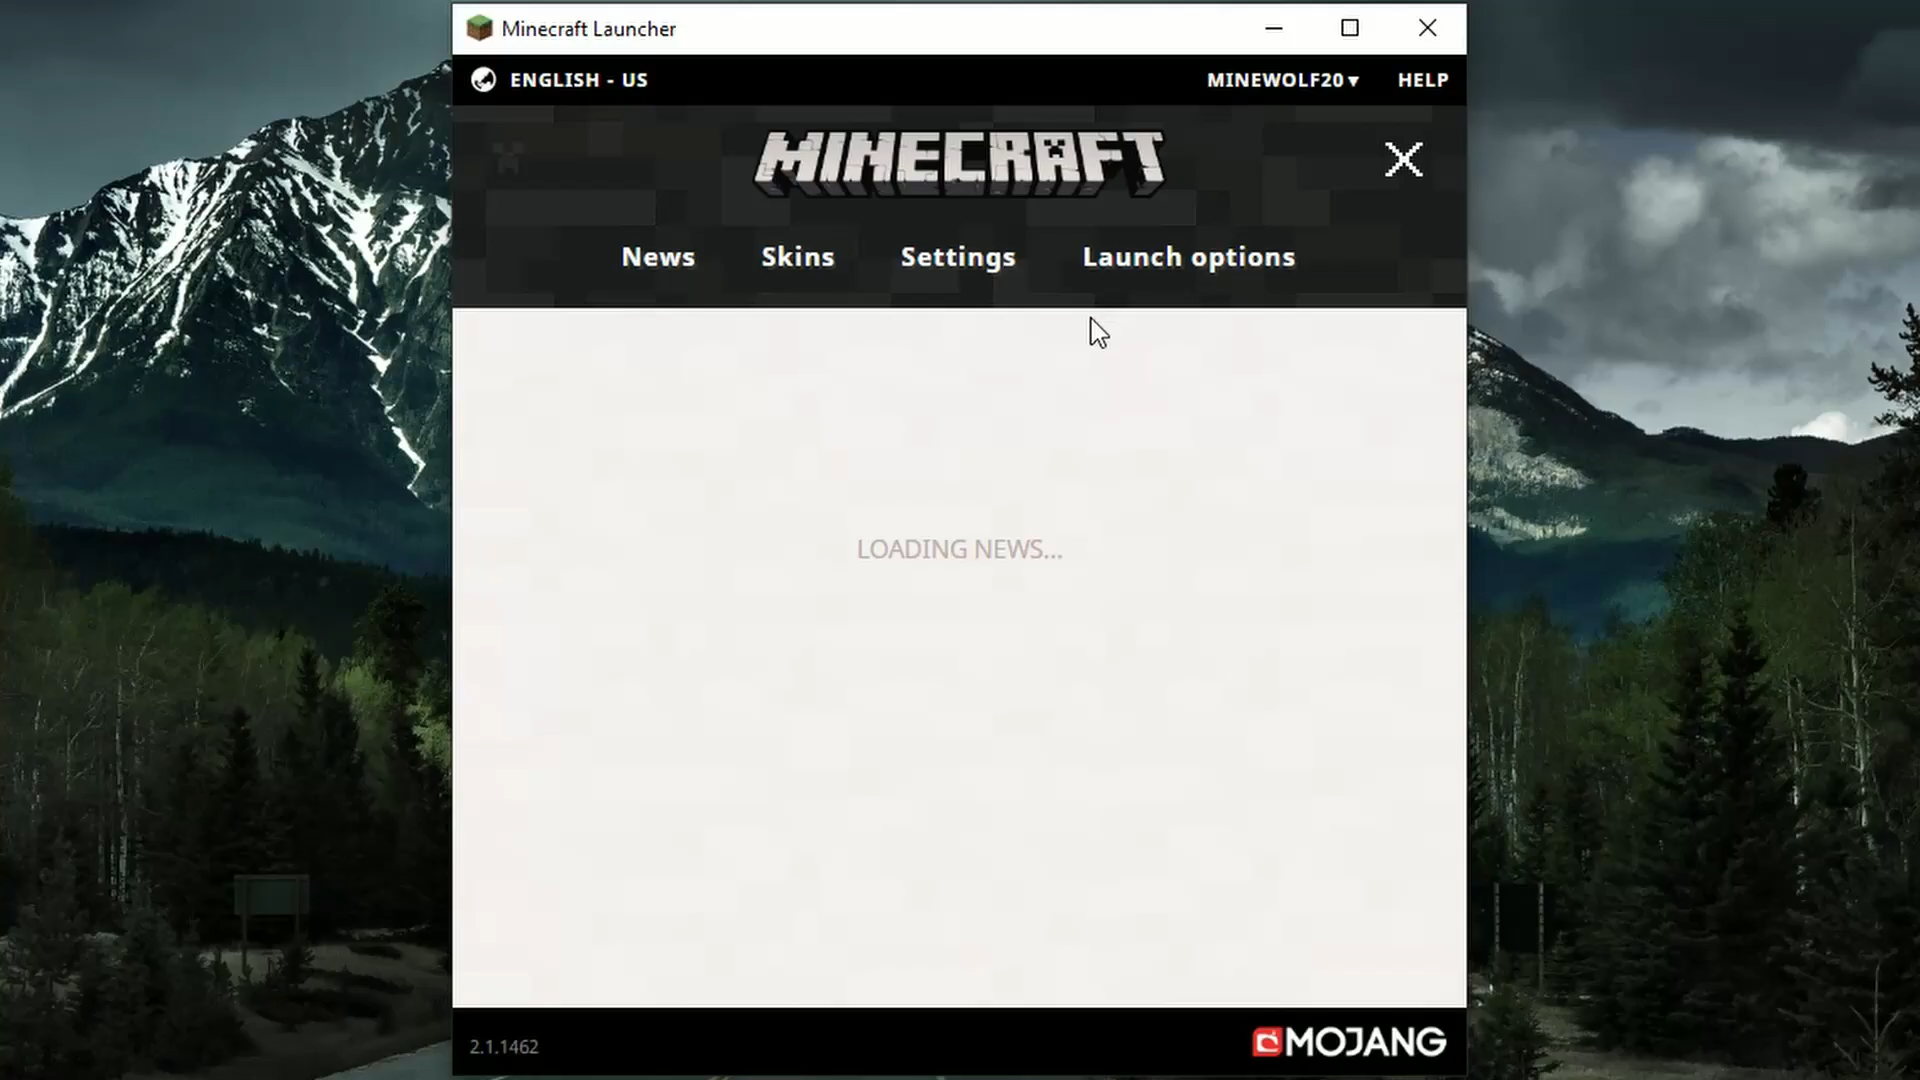 Minecraft Launcher
ENGLISH - US
MINEWOLF20▼
HELP
MINECRAFT
News
Skins
Settings
Launch options
LOADING NEWS...
2.1.1462
MOJANG